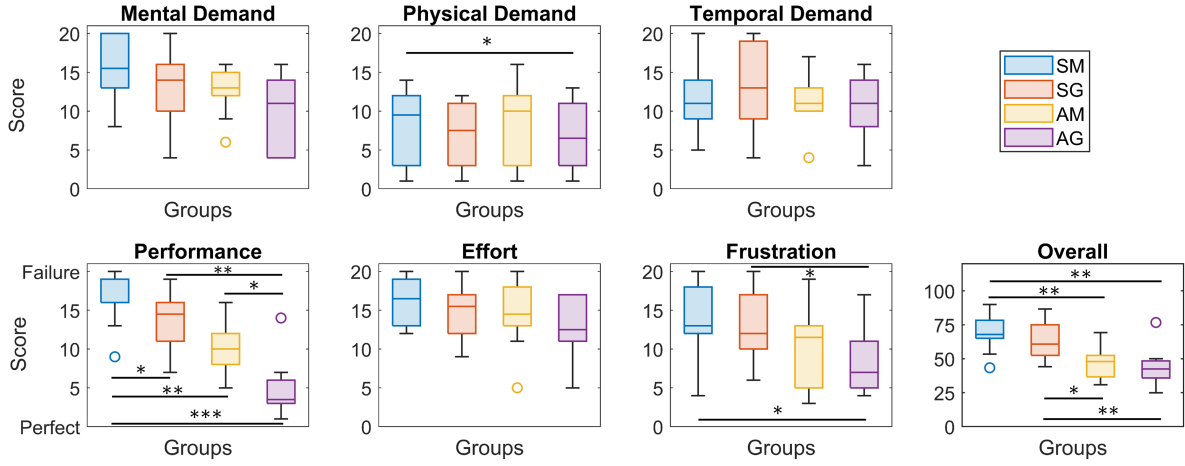 Mental Demand
Physical Demand
Temporal Demand
20
15
10
5
0
Score
Groups
*
20
15
10
5
0
Groups
20
15
10
5
0
Groups
SM
SG
AM
AG
Performance
Effort
Frustration
Overall
Failure
15
10
5
Perfect
Score
Groups
**
*
*
**
***
20
15
10
5
0
Groups
20
15
10
5
0
Groups
*
*
100
75
50
25
0
Groups
**
**
*
**